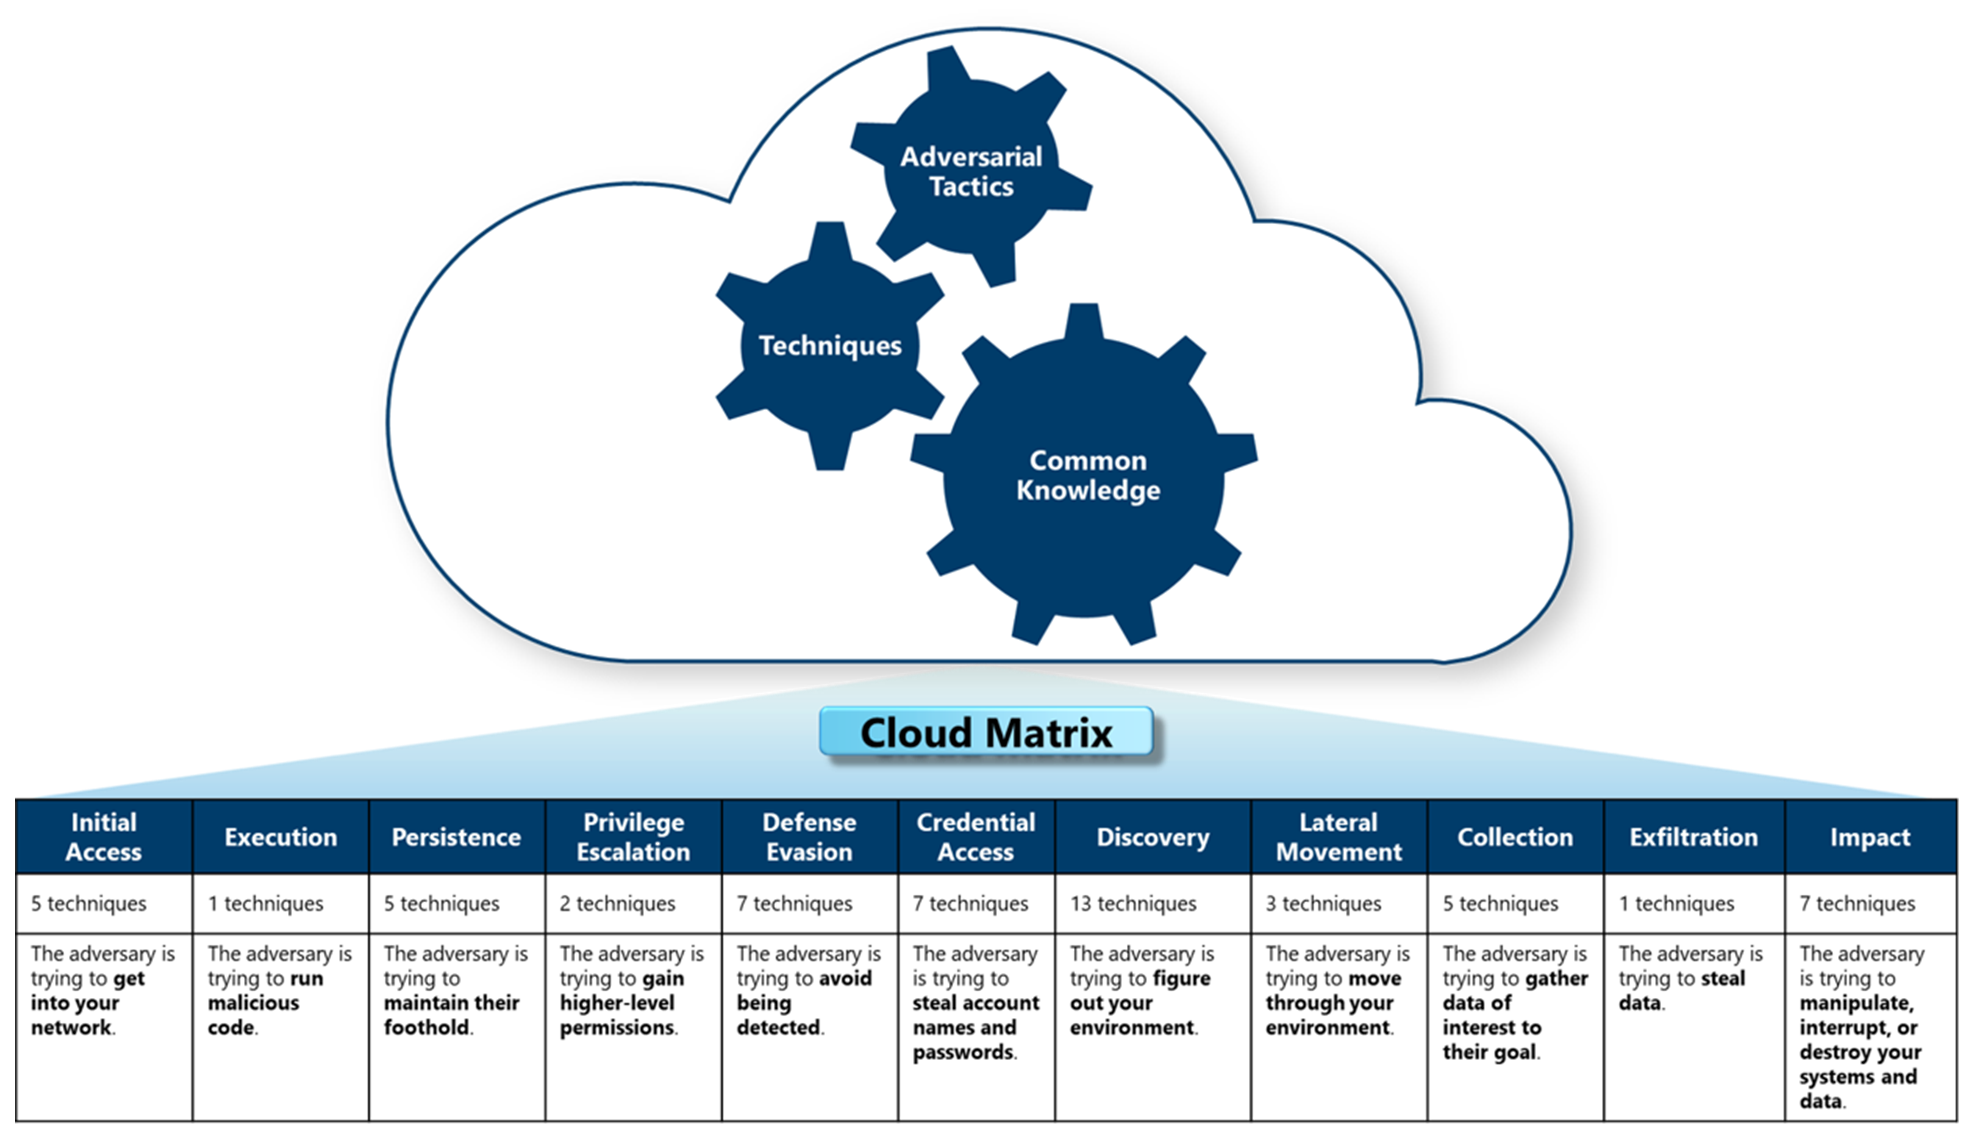 Adversarial
Tactics
Techniques
Common
Knowledge
Cloud Matrix
Initial
Access
Execution
Persistence
Privilege
Escalation
Defense
Evasion
Credential
Access
Discovery
Lateral
Movement
Collection
Exfiltration
Impact
5 techniques
1 techniques
5 techniques
2 techniques
7 techniques
7 techniques
13 techniques
3 techniques
5 techniques
1 techniques
7 techniques
The adversary is
trying to get
into your
network.
The adversary is
trying to run
malicious
code.
The adversary is
trying to
maintain their
foothold.
The adversary is
trying to gain
higher-level
permissions.
The adversary is
trying to avoid
being
detected.
The adversary
is trying to
steal account
names and
passwords.
The adversary is
trying to figure
out your
environment.
The adversary is
trying to move
through your
environment.
The adversary is
trying to gather
data of
interest to
their goal.
The adversary is
trying to steal
data.
The adversary
is trying to
manipulate,
interrupt, or
destroy your
systems and
data.